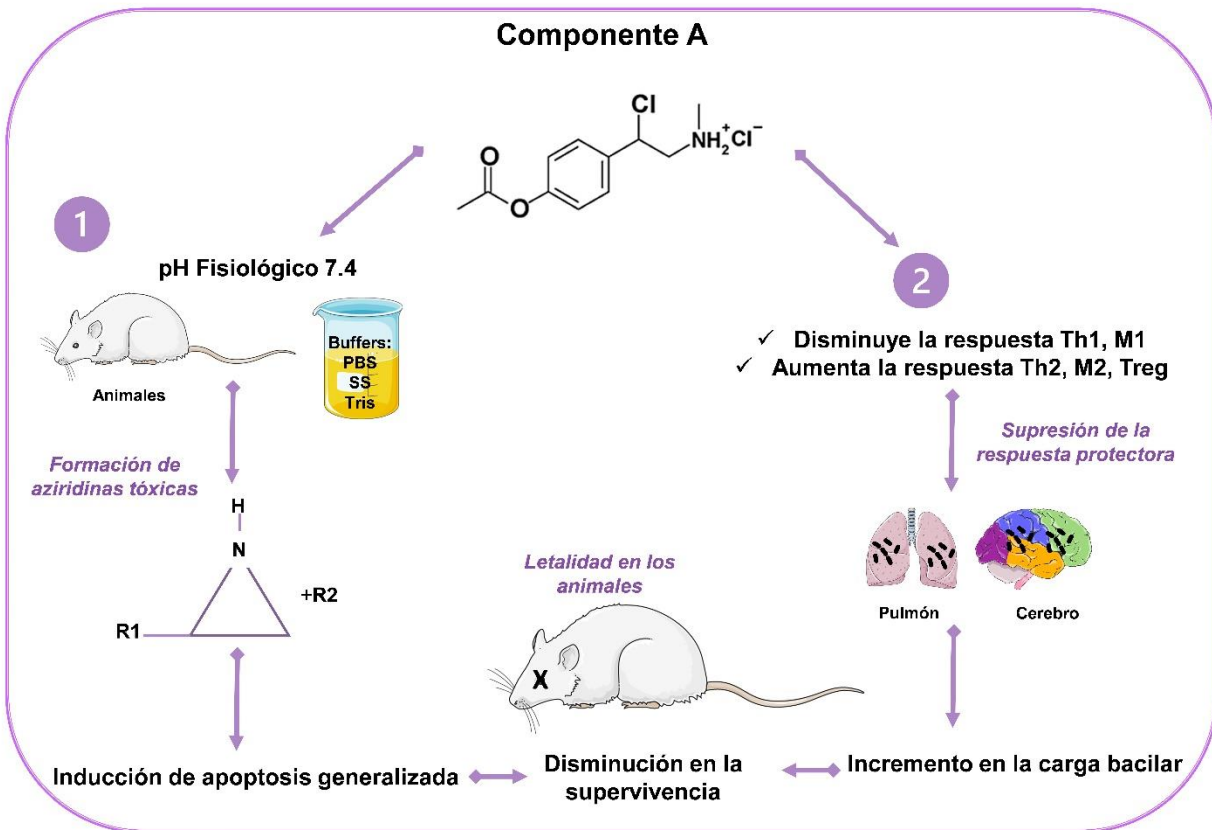 Componente A
Cl
NH₂⁺Cl⁻
O
O
1
pH Fisiológico 7.4
Buffers:
PBS
SS
Tris
Animales
Formación de
aziridinas tóxicas
H
N
R1
+R2
Inducción de apoptosis generalizada
2
✓ Disminuye la respuesta Th1, M1
✓ Aumenta la respuesta Th2, M2, Treg
Supresión de la
respuesta protectora
Pulmón
Cerebro
Incremento en la carga bacilar
Letalidad en los
animales
X
Disminución en la
supervivencia